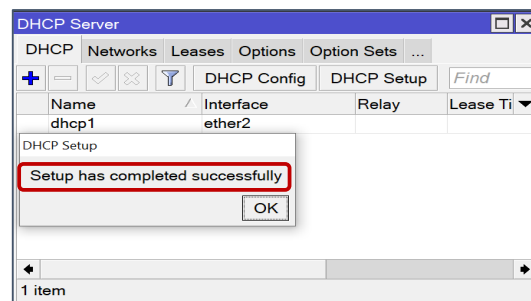 DHCP Server
DHCP Networks Leases Options Option Sets ...
DHCP Config DHCP Setup Find
Name Interface Relay Lease Ti
dhcp1 ether2
DHCP Setup
Setup has completed successfully
OK
1 item